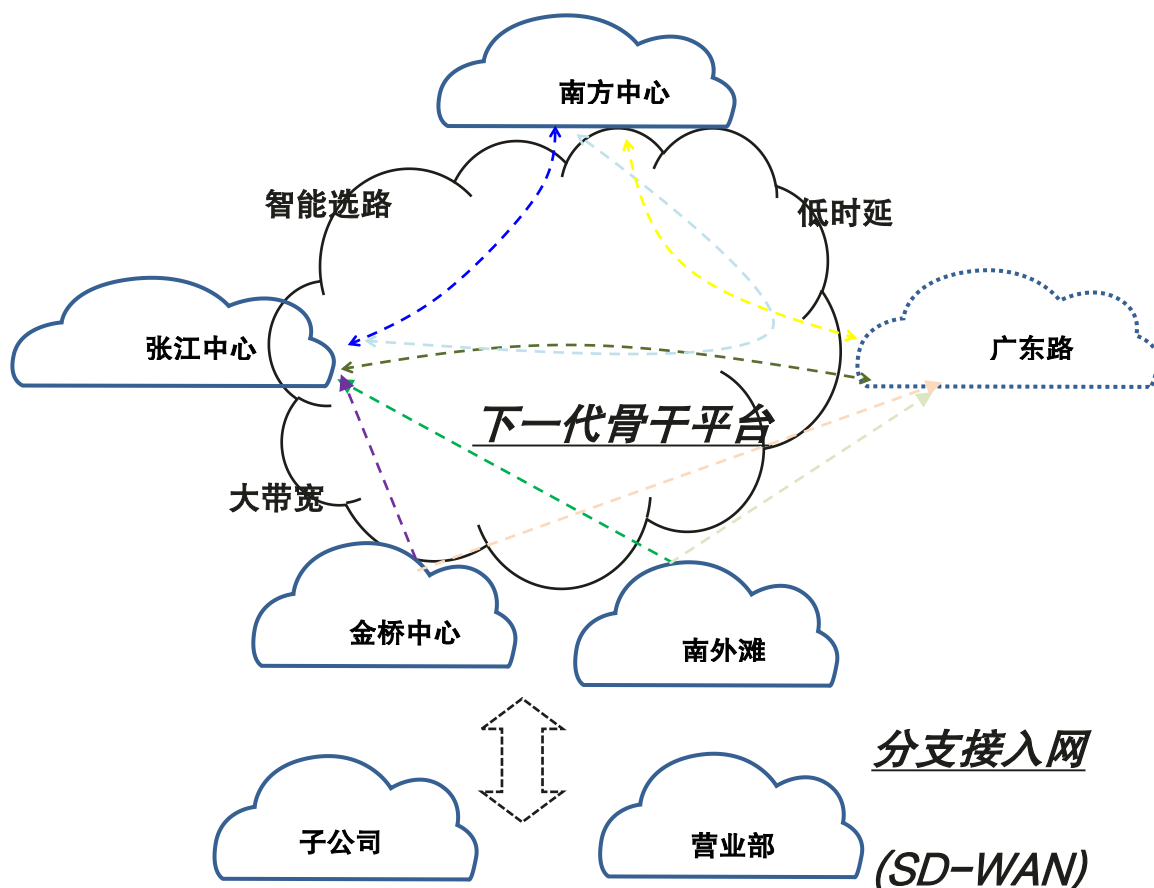 南方中心
智能选路
低时延
张江中心
广东路
下一代骨干平台
大带宽
金桥中心
南外滩
分支接入网
子公司
营业部
(SD-WAN)